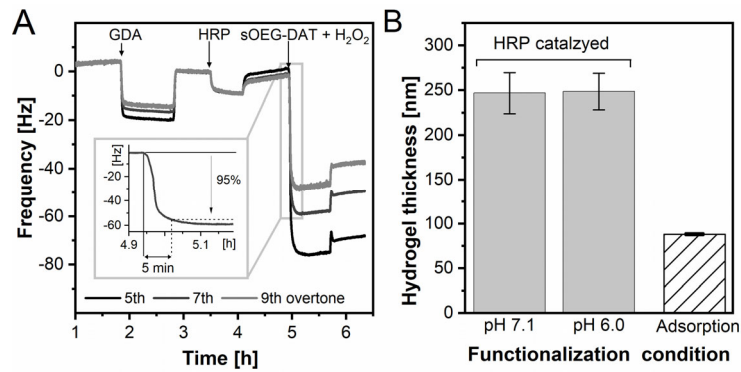 A
GDA
HRP
sOEG-DAT + H₂O₂
0
-20
-40
-60
-80
Frequency [Hz]
[Hz]
0
-20
-40
-60
95%
4.9
5.1
[h]
5 min
5th
7th
9th overtone
1
2
3
4
5
6
Time [h]
B
HRP catalzyed
300
250
200
150
100
50
0
Hydrogel thickness [nm]
pH 7.1
pH 6.0
Adsorption
Functionalization condition